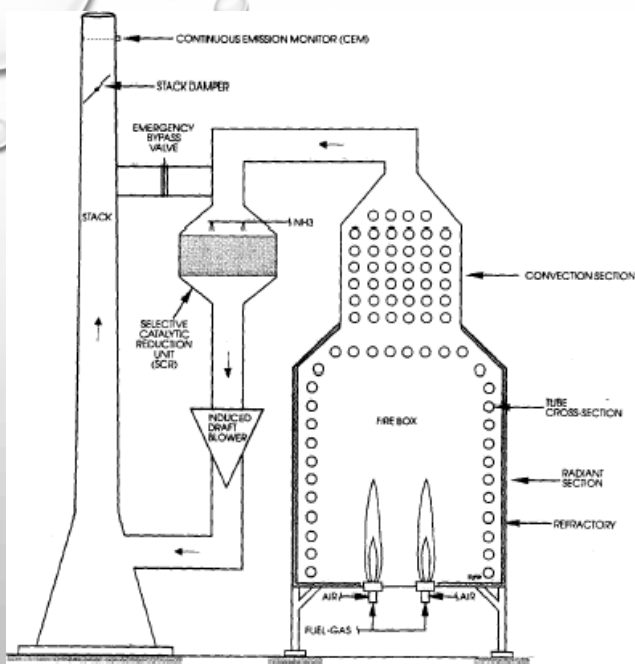 CONTINUOUS EMISSION MONITOR (CEM)
STACK DAMPER
EMERGENCY
BYPASS
VALVE
STACK
NH3
CONVECTION SECTION
SELECTIVE
CATALYTIC
REDUCTION
UNIT
(SCR)
INDUCED
DRAFT
BLOWER
FIRE BOX
TUBE
CROSS-SECTION
RADIANT
SECTION
REFRACTORY
AIR
AIR
FUEL-GAS